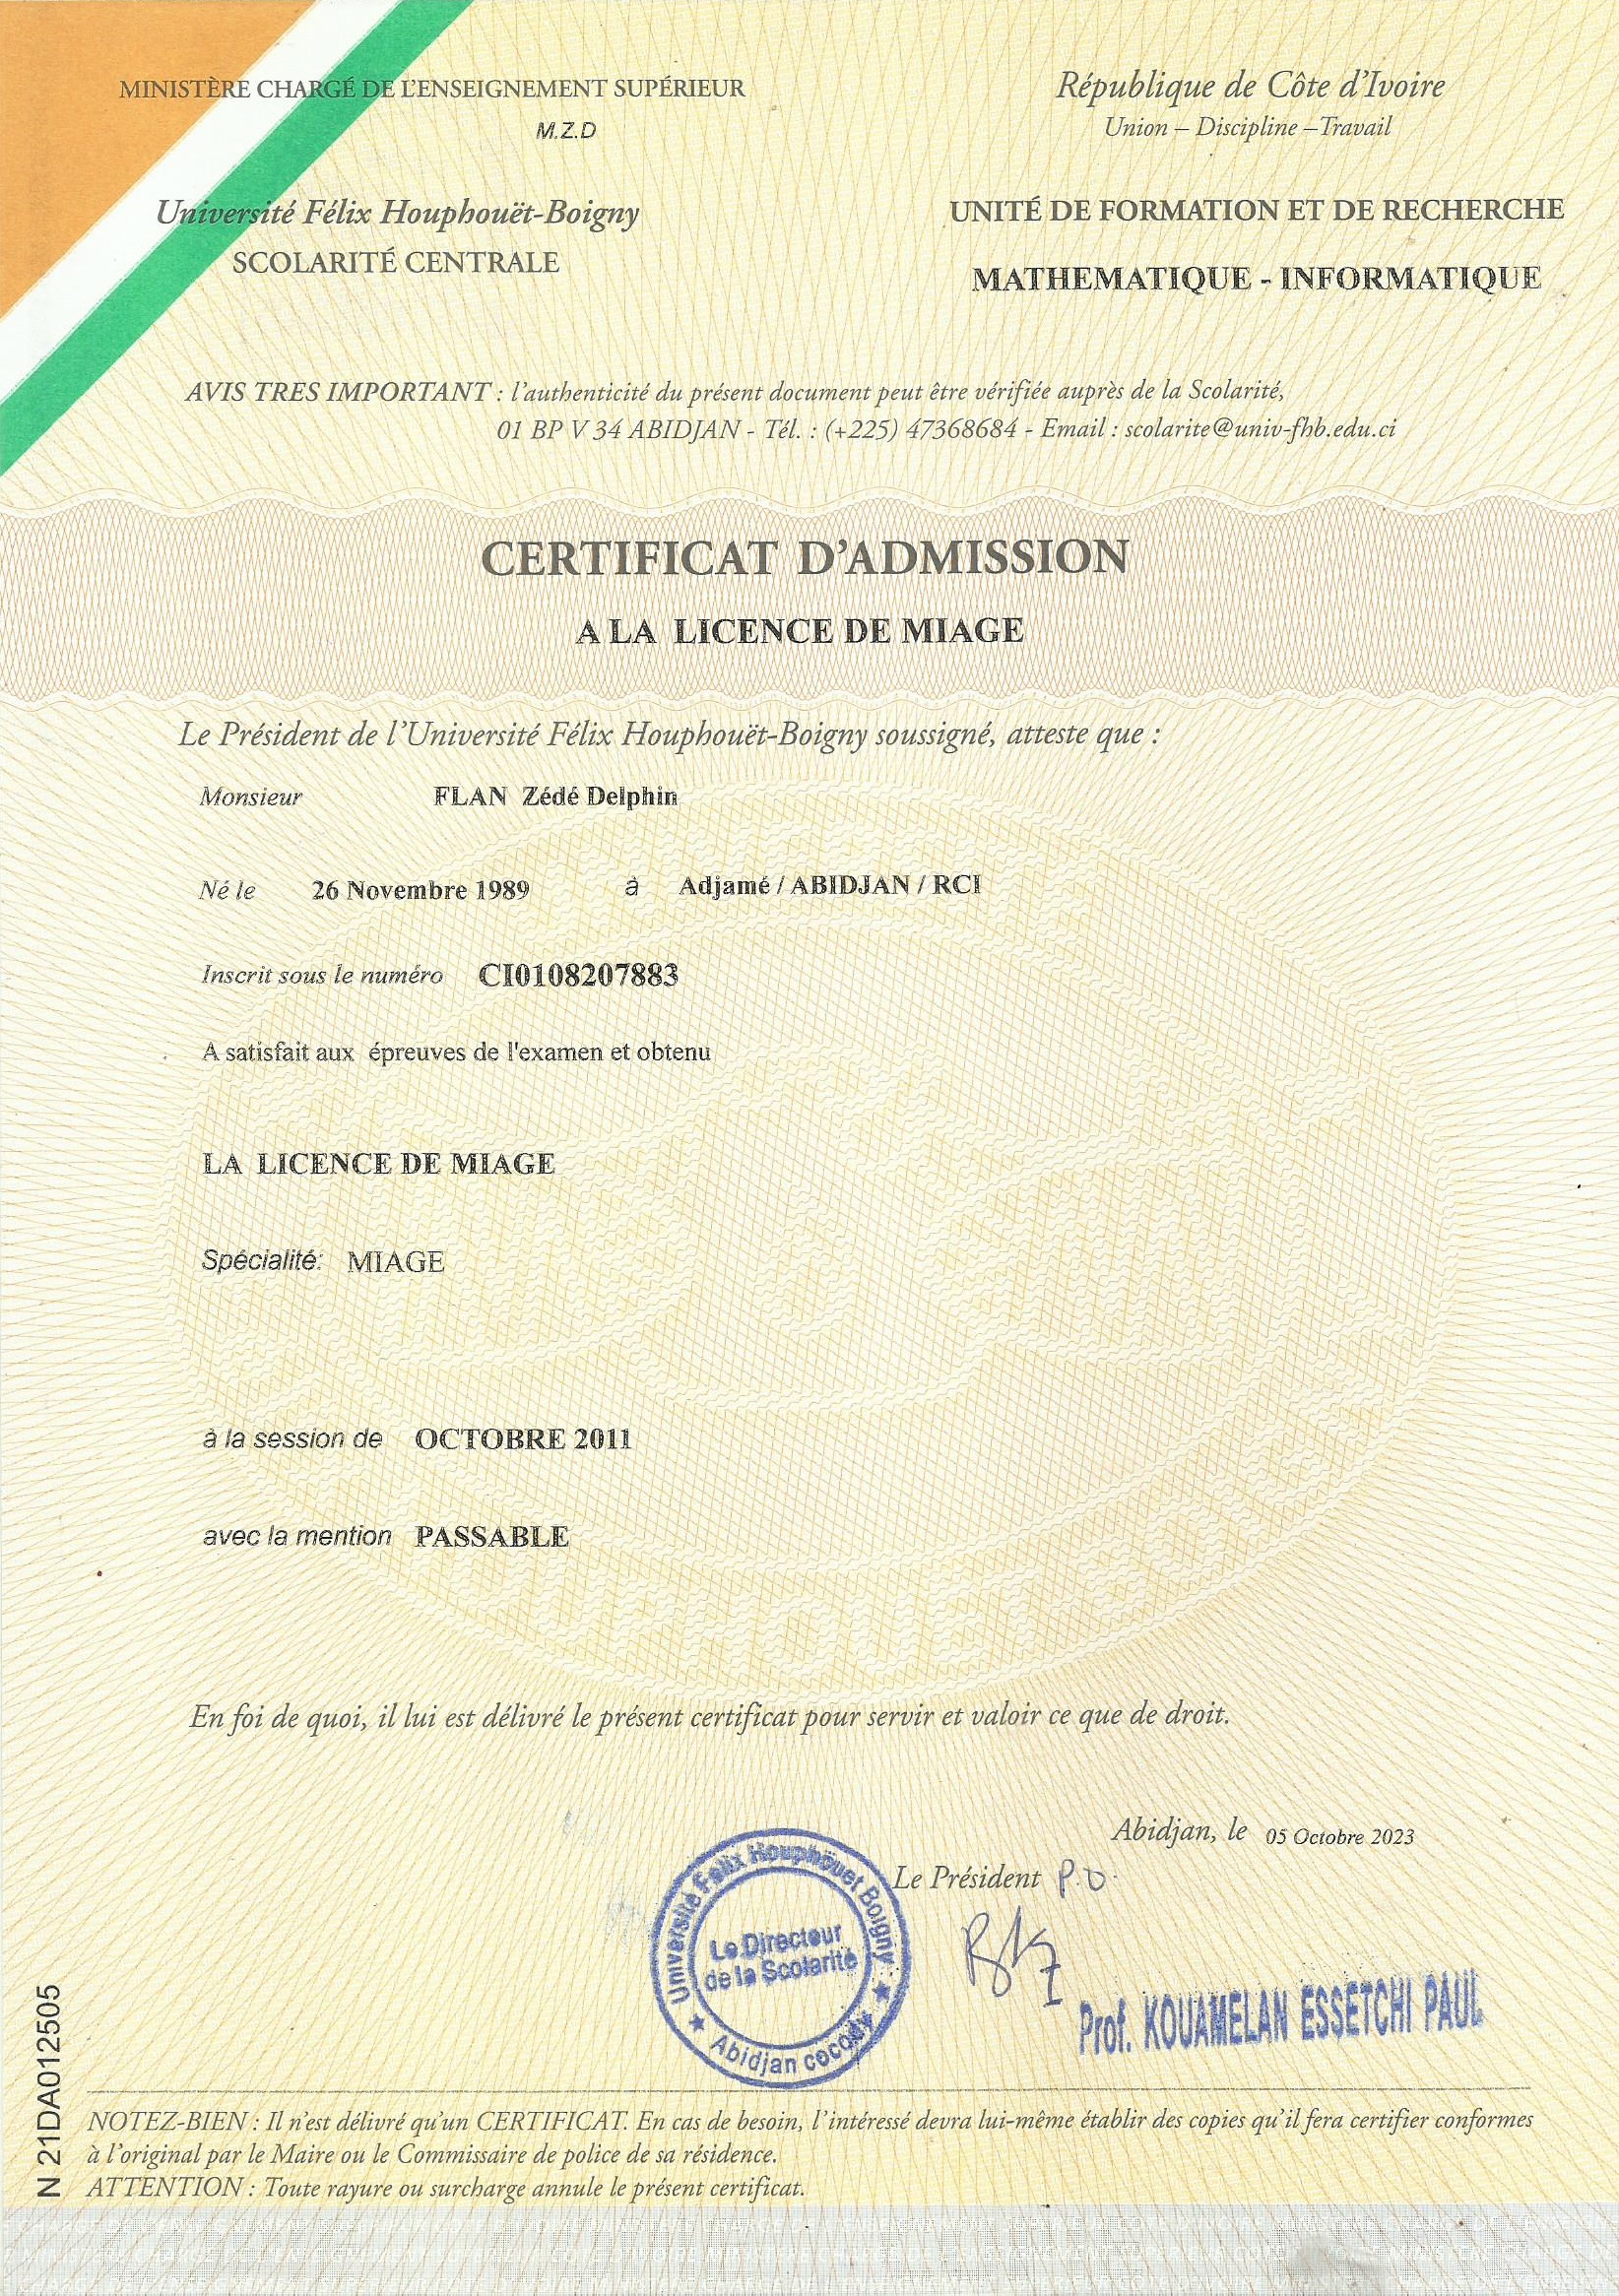 MINISTÈRE CHARGÉ DE L'ENSEIGNEMENT SUPÉRIEUR
M.Z.D
République de Côte d'Ivoire
Union – Discipline –Travail
Université Félix Houphouët-Boigny
SCOLARITÉ CENTRALE
UNITÉ DE FORMATION ET DE RECHERCHE
MATHEMATIQUE - INFORMATIQUE
AVIS TRES IMPORTANT : l'authenticité du présent document peut être vérifiée auprès de la Scolarité,
01 BP V 34 ABIDJAN - Tél. : (+225) 47368684 - Email : scolarite@univ-fhb.edu.ci
CERTIFICAT D'ADMISSION
A LA LICENCE DE MIAGE
Le Président de l'Université Félix Houphouët-Boigny soussigné, atteste que :
Monsieur FLAN Zédé Delphin
Né le 26 Novembre 1989 à Adjamé / ABIDJAN / RCI
Inscrit sous le numéro CI0108207883
A satisfait aux épreuves de l'examen et obtenu
LA LICENCE DE MIAGE
Spécialité: MIAGE
à la session de OCTOBRE 2011
avec la mention PASSABLE
En foi de quoi, il lui est délivré le présent certificat pour servir et valoir ce que de droit.
Abidjan, le 05 Octobre 2023
Le Président P.O.
Université Felix Houphouet Boigny
Le Directeur
de la Scolarité
Abidjan cocody
Prof. KOUAMELAN ESSETCHI PAUL
N 21DA012505
NOTEZ-BIEN : Il n'est délivré qu'un CERTIFICAT. En cas de besoin, l'intéressé devra lui-même établir des copies qu'il fera certifier conformes
à l'original par le Maire ou le Commissaire de police de sa résidence.
ATTENTION : Toute rayure ou surcharge annule le présent certificat.